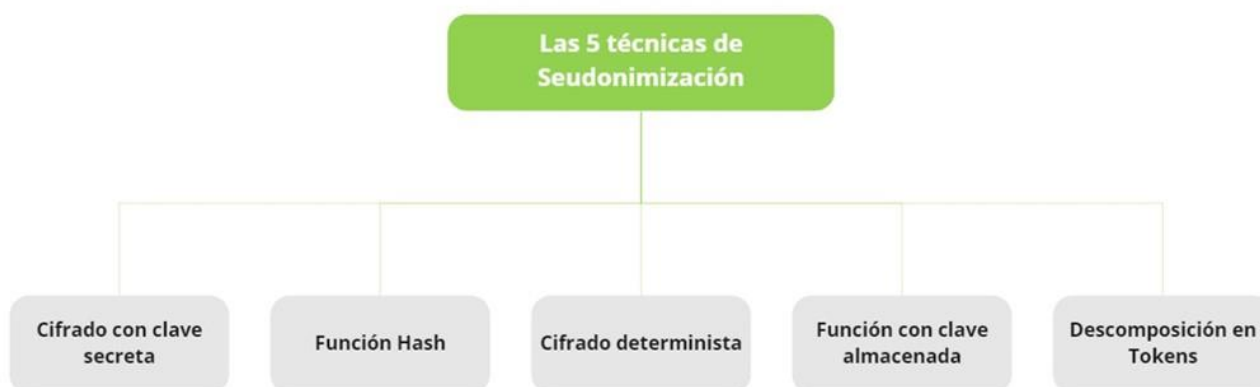 Las 5 técnicas de
Seudonimización
Cifrado con clave
secreta
Función Hash
Cifrado determinista
Función con clave
almacenada
Descomposición en
Tokens